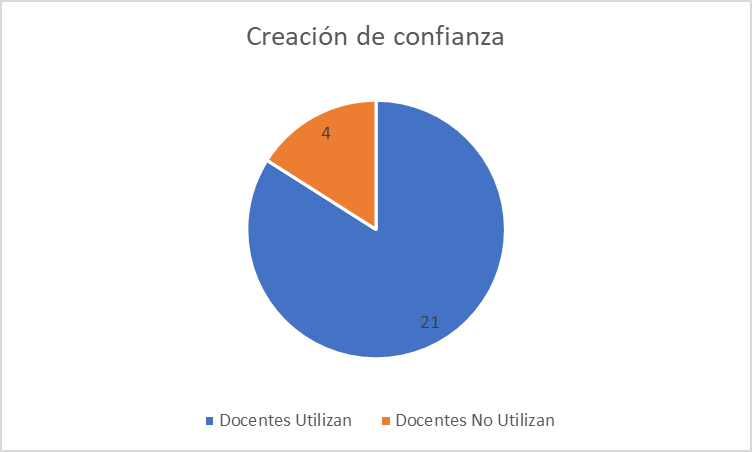 Creación de confianza
4
21
Docentes Utilizan
Docentes No Utilizan